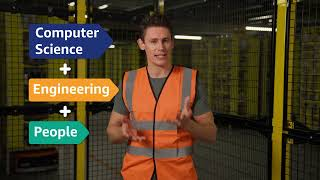 Computer
Science
+
Engineering
+
People